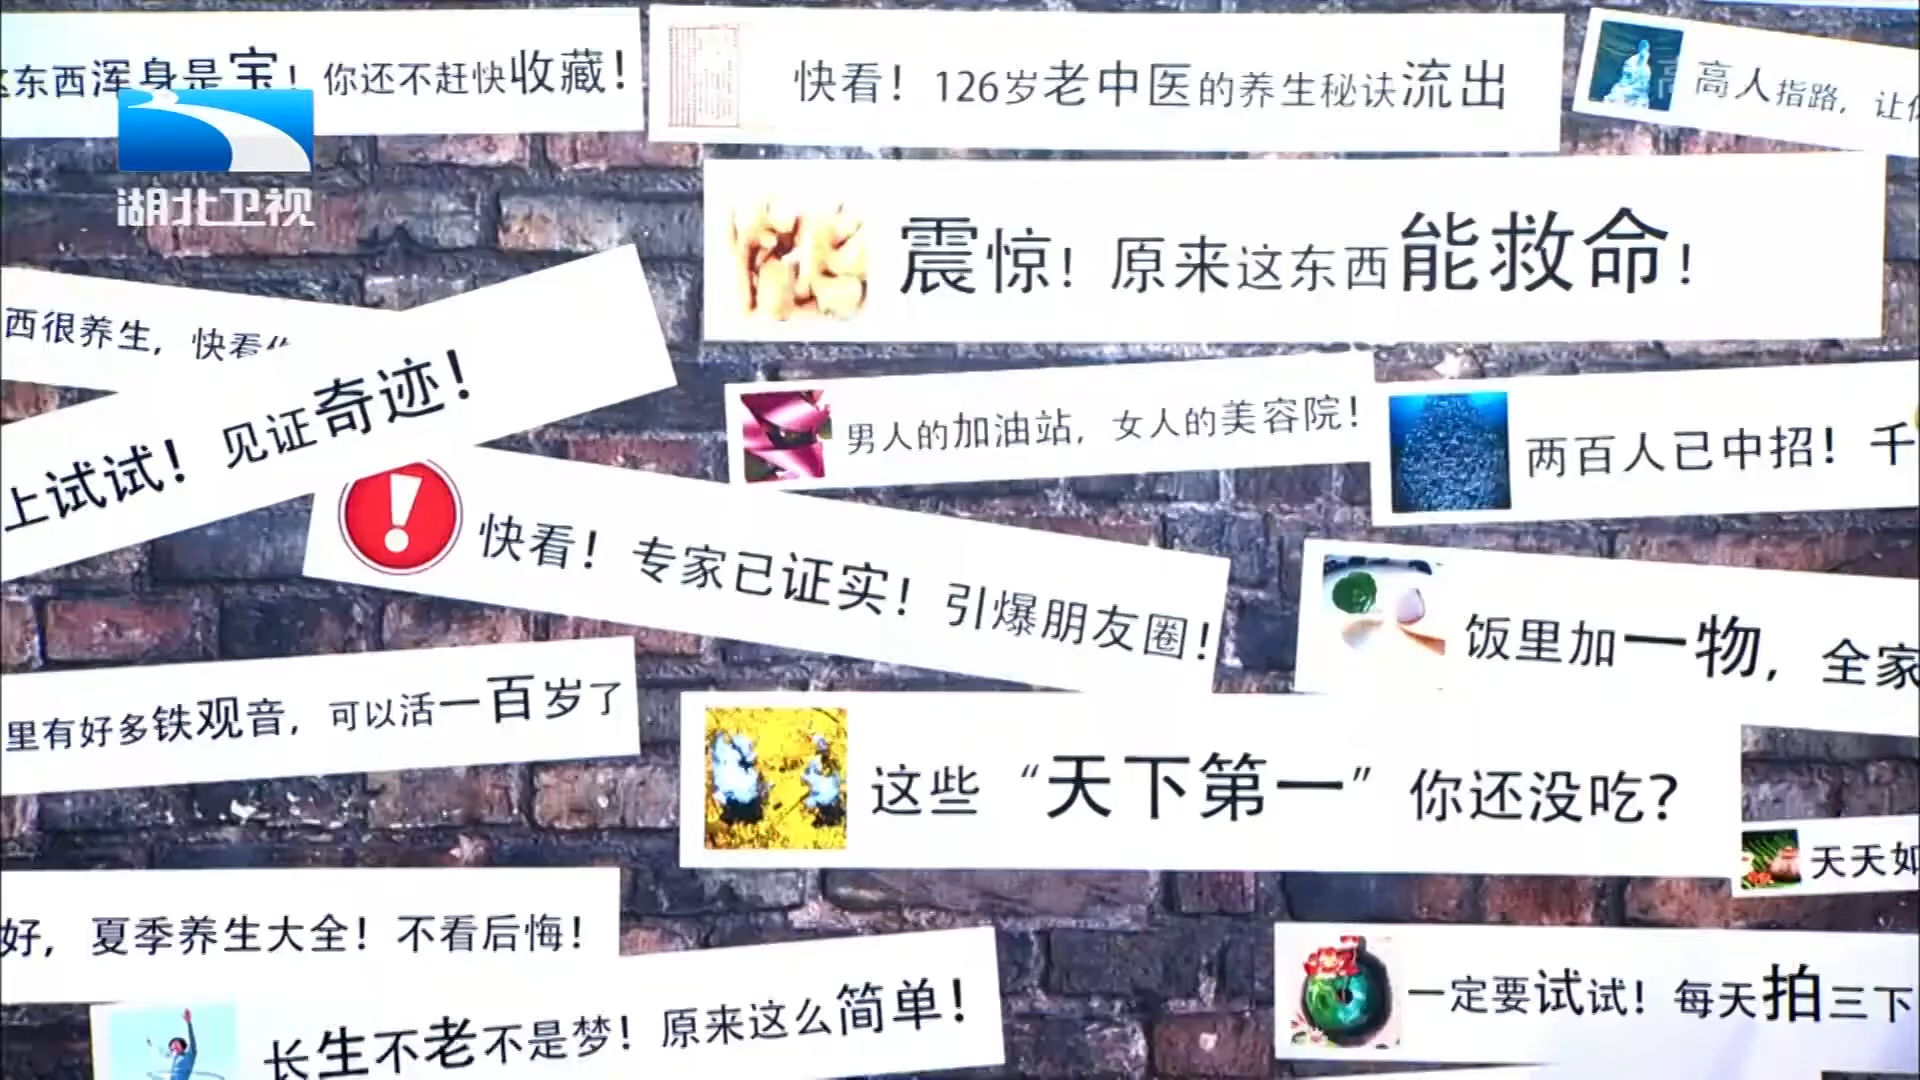 东西浑身是宝！你还不赶快收藏！
快看！126岁老中医的养生秘诀流出
高人指路，让
湖北卫视
震惊！原来这东西能救命！
西很养生，快看
上试试！见证奇迹！
男人的加油站，女人的美容院！
两百人已中招！千
快看！专家已证实！引爆朋友圈！
饭里加一物，全家
里有好多铁观音，可以活一百岁了
这些“天下第一”你还没吃？
天天如
好，夏季养生大全！不看后悔！
长生不老不是梦！原来这么简单！
一定要试试！每天拍三下